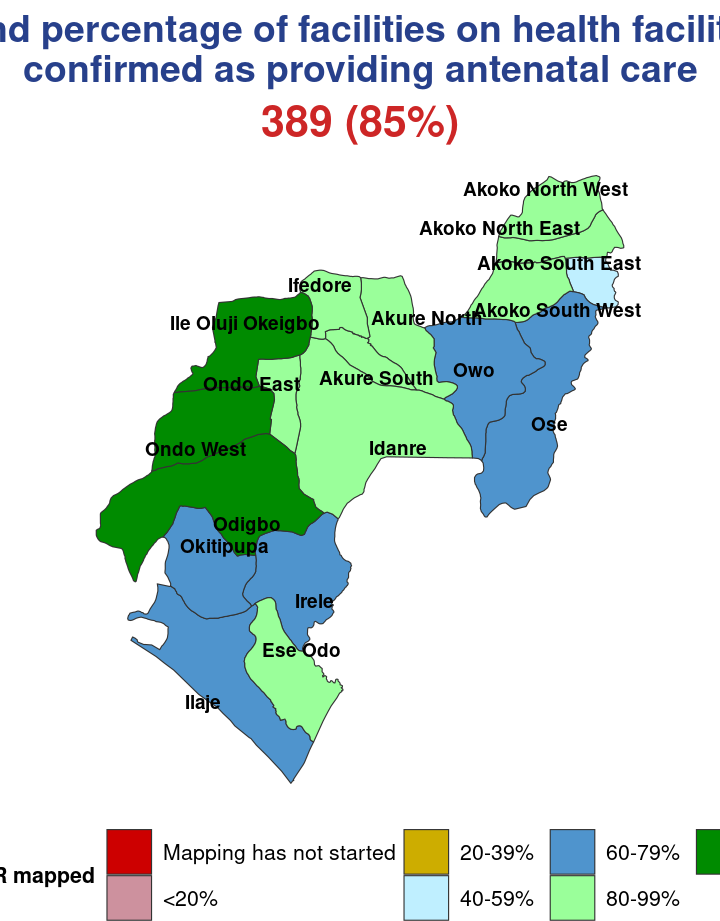 percentage of facilities on health
confirmed as providing antenatal care
389 (85%)
Akoko North West
Akoko North East
Akoko South East
Ifedore
Akoko South West
Akure North
Ile Oluji Okeigbo
Owo
Akure South
Ondo East
Ose
Idanre
Ondo West
Odigbo
Okitipupa
Irele
Ese Odo
Ilaje
mapped
Mapping has not started
20-39%
60-79%
<20%
40-59%
80-99%